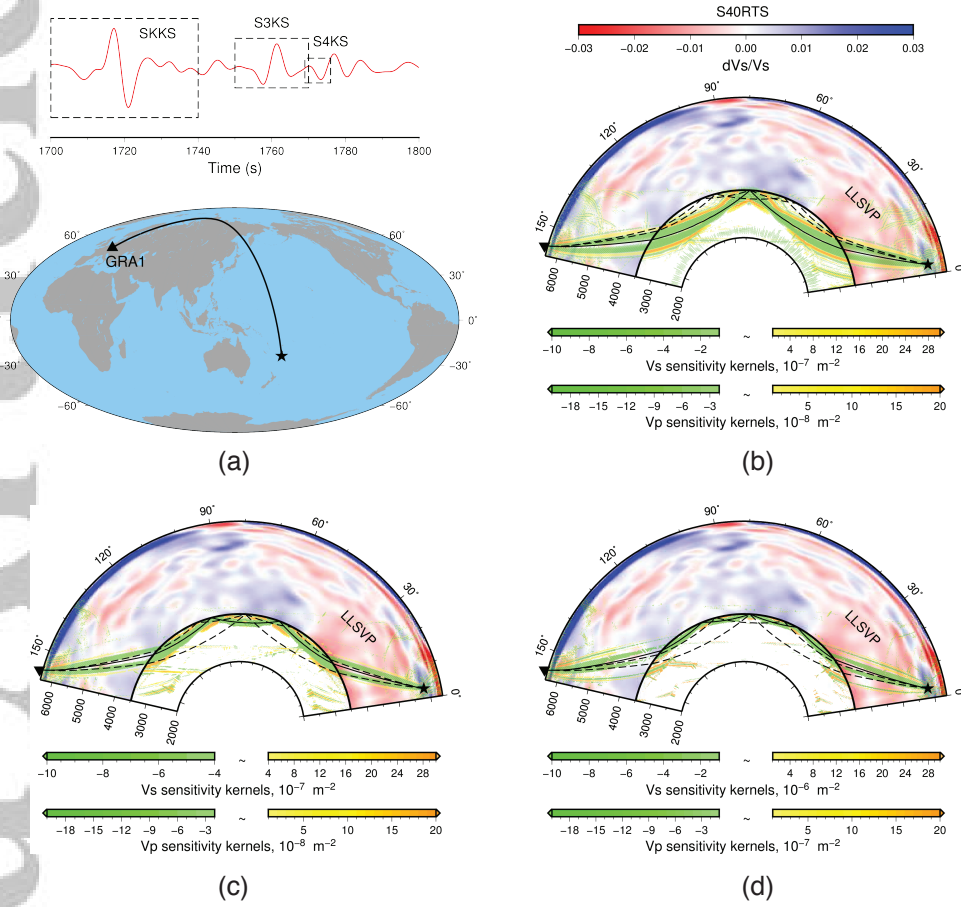 SKKS
S3KS
S4KS
1700 1720 1740 1760 1780 1800
Time (s)
60° 60°
GRA1
30° 30°
0° 0°
−30° −30°
−60° −60°
(a)
S40RTS
−0.03 −0.02 −0.01 0.00 0.01 0.02 0.03
dVs/Vs
150° 120° 90° 60° 30° 0°
LLSVP
6000 5000 4000 3000 2000
−10 −8 −6 −4 −2 ~ 4 8 12 16 20 24 28
Vs sensitivity kernels, 10−7 m−2
−18 −15 −12 −9 −6 −3 ~ 5 10 15 20
Vp sensitivity kernels, 10−8 m−2
(b)
150° 120° 90° 60° 30° 0°
LLSVP
6000 5000 4000 3000 2000
−10 −8 −6 −4 ~ 4 8 12 16 20 24 28
Vs sensitivity kernels, 10−7 m−2
−18 −15 −12 −9 −6 −3 ~ 5 10 15 20
Vp sensitivity kernels, 10−8 m−2
(c)
150° 120° 90° 60° 30° 0°
LLSVP
6000 5000 4000 3000 2000
−10 −8 −6 −4 −2 ~ 4 8 12 16 20 24 28
Vs sensitivity kernels, 10−6 m−2
−18 −15 −12 −9 −6 −3 ~ 5 10 15 20
Vp sensitivity kernels, 10−7 m−2
(d)